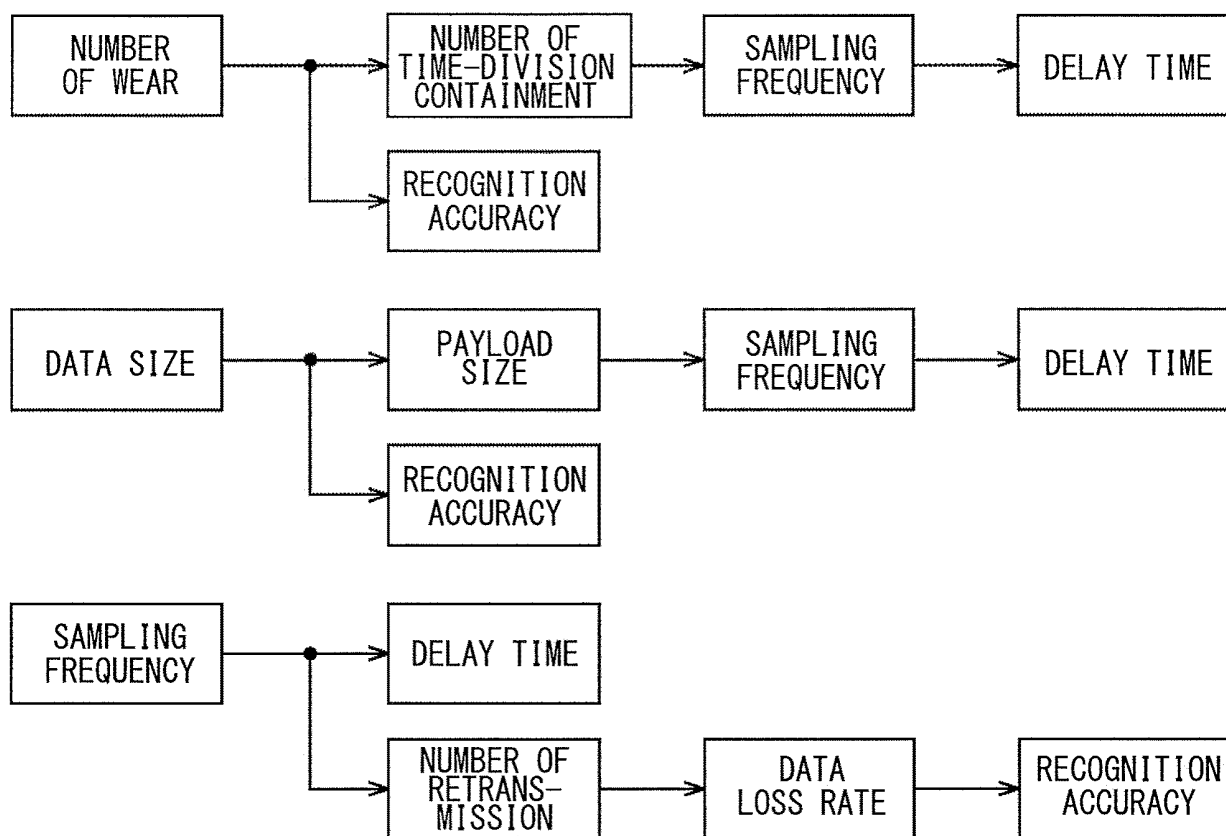 NUMBER
OF WEAR
NUMBER OF
TIME-DIVISION
CONTAINMENT
SAMPLING
FREQUENCY
DELAY TIME
RECOGNITION
ACCURACY
DATA SIZE
PAYLOAD
SIZE
SAMPLING
FREQUENCY
DELAY TIME
RECOGNITION
ACCURACY
SAMPLING
FREQUENCY
DELAY TIME
NUMBER OF
RETRANS-
MISSION
DATA
LOSS RATE
RECOGNITION
ACCURACY